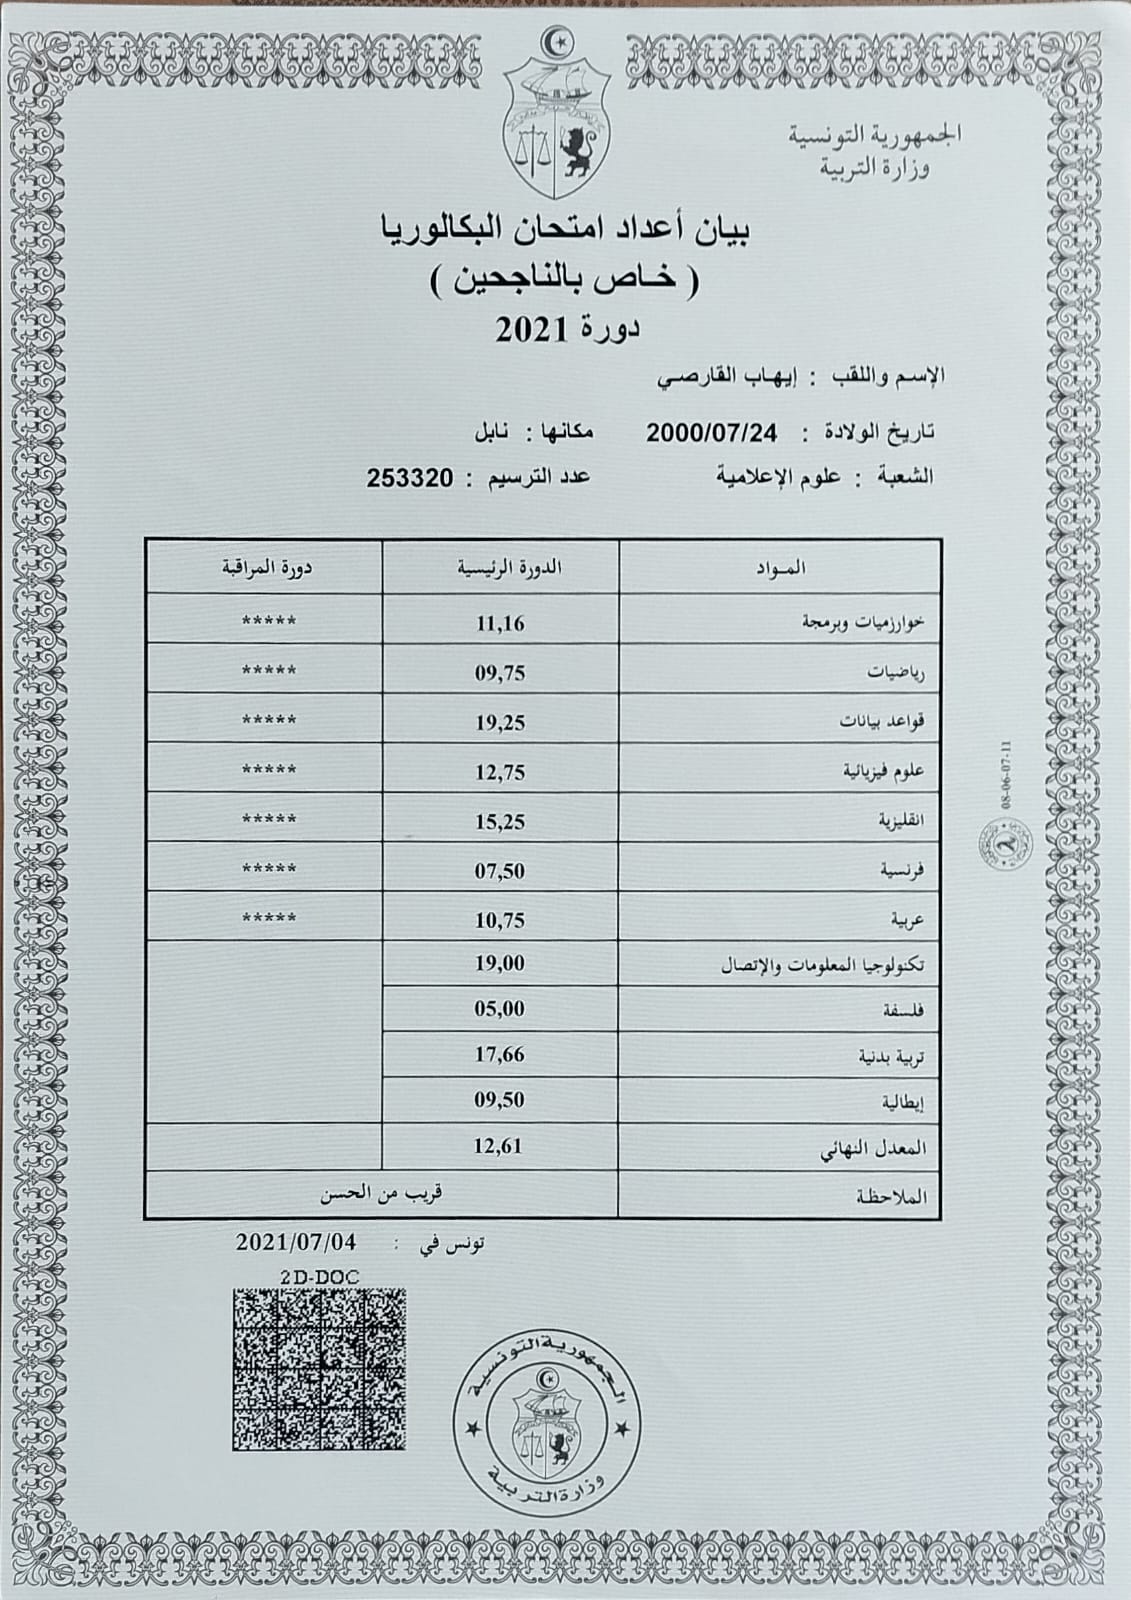 الجمهورية التونسية
وزارة التربية
بيان أعداد امتحان البكالوريا
( خـاص بالناجحين )
دورة 2021
الإسـم واللقب : إيهـاب القارصـي
تاريخ الولادة : 2000/07/24 مكانها : نابل
الشعبة : علوم الإعلامية عدد الترسيم : 253320
المـواد الدورة الرئيسية دورة المراقبة
خوارزميات وبرمجة 11,16 *****
رياضيات 09,75 *****
قواعد بيانات 19,25 *****
علوم فيزيائية 12,75 *****
انقليزية 15,25 *****
فرنسية 07,50 *****
عربية 10,75 *****
تكنولوجيا المعلومات والإتصال 19,00
فلسفة 05,00
تربية بدنية 17,66
إيطالية 09,50
المعدل النهائي 12,61
الملاحظة قريب من الحسن
تونس في : 2021/07/04
2D-DOC
الجمهورية التونسية
وزارة التربية
08-06-07-11